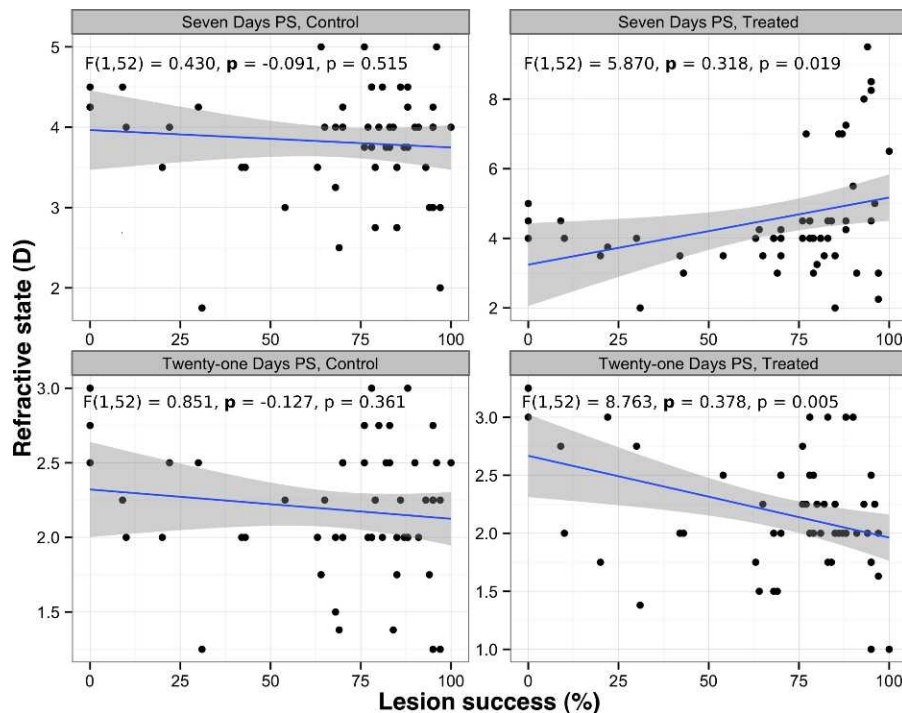 Seven Days PS, Control
Seven Days PS, Treated
F(1,52) = 0.430, p = -0.091, p = 0.515
F(1,52) = 5.870, p = 0.318, p = 0.019
5
4
3
2
8
6
4
2
0 25 50 75 100
0 25 50 75 100
Refractive state (D)
Twenty-one Days PS, Control
Twenty-one Days PS, Treated
F(1,52) = 0.851, p = -0.127, p = 0.361
F(1,52) = 8.763, p = 0.378, p = 0.005
3.0
2.5
2.0
1.5
3.0
2.5
2.0
1.5
1.0
0 25 50 75 100
0 25 50 75 100
Lesion success (%)